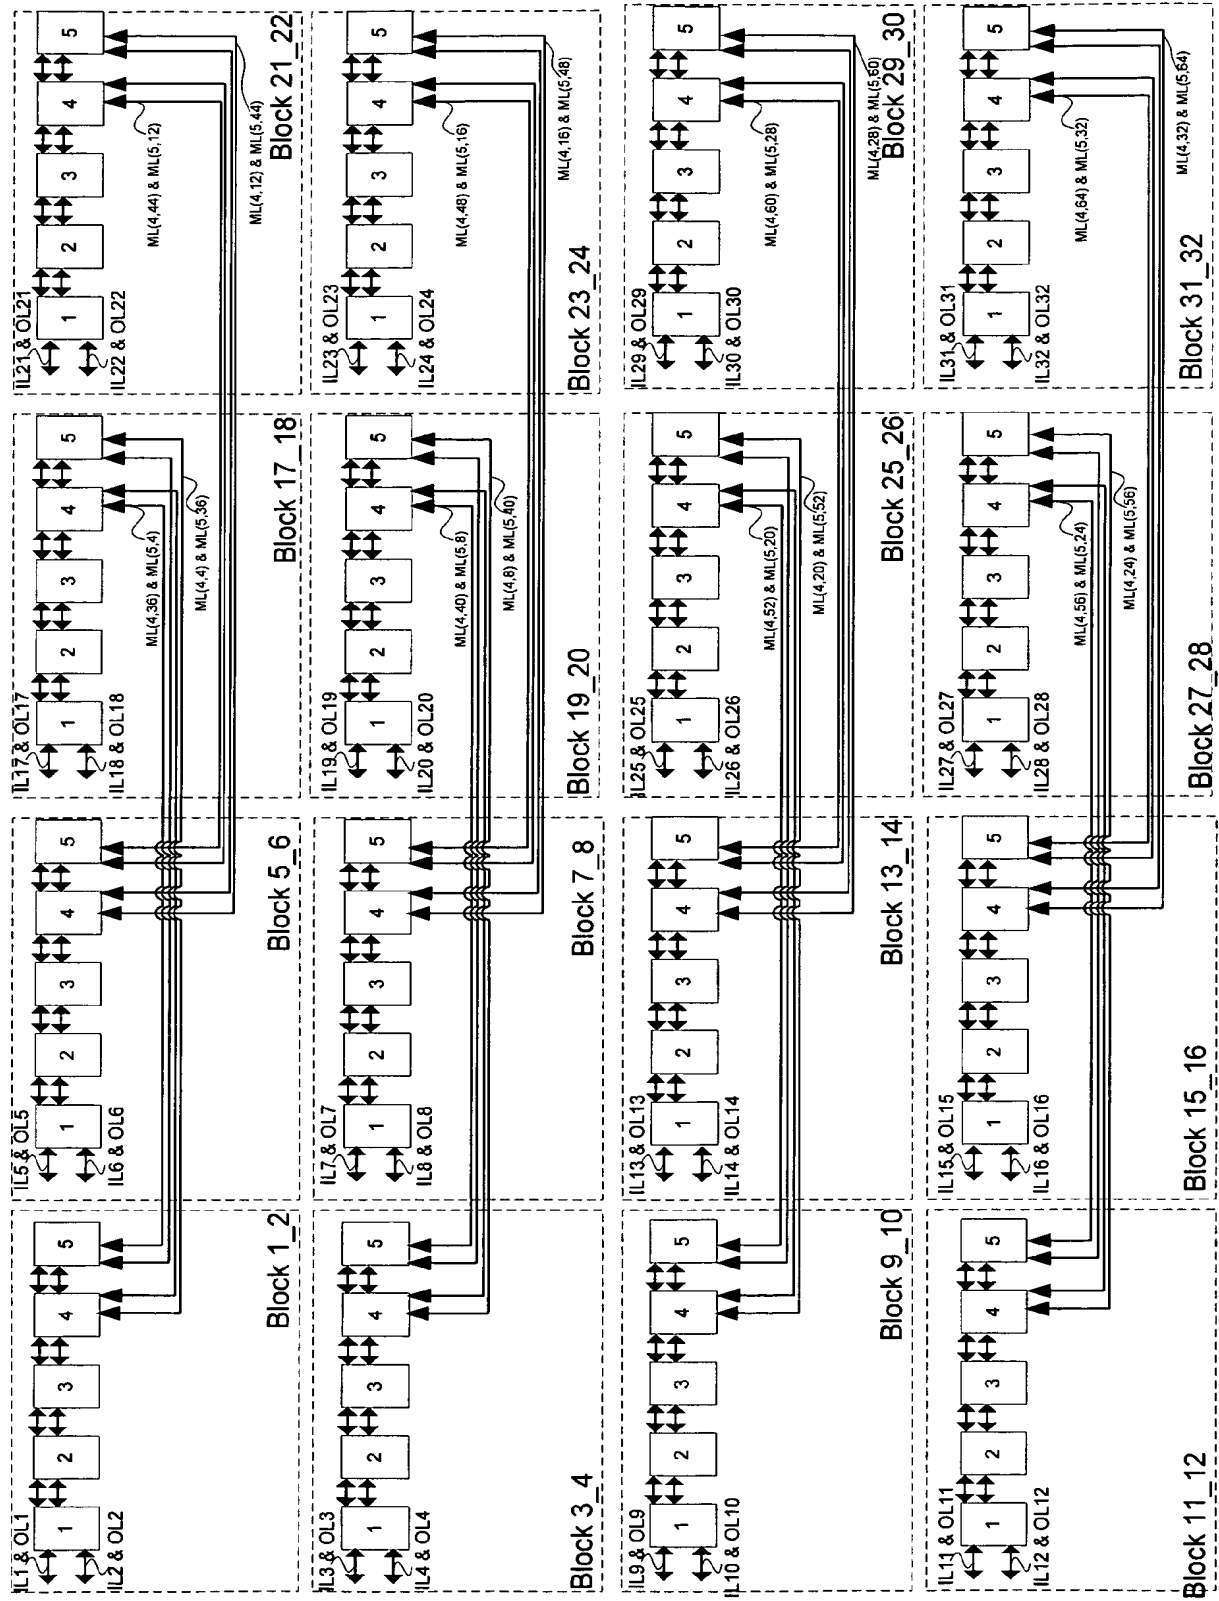 IL1 & OL1
1 2 3 4 5
IL2 & OL2
Block 1_2
IL5 & OL5
1 2 3 4 5
IL6 & OL6
Block 5_6
IL17 & OL17
1 2 3 4 5
IL18 & OL18
ML(4,36) & ML(5,4)
ML(4,4) & ML(5,36)
Block 17_18
IL21 & OL21
1 2 3 4 5
IL22 & OL22
ML(4,44) & ML(5,12)
ML(4,12) & ML(5,44)
Block 21_22
IL3 & OL3
1 2 3 4 5
IL4 & OL4
Block 3_4
IL7 & OL7
1 2 3 4 5
IL8 & OL8
Block 7_8
IL19 & OL19
1 2 3 4 5
IL20 & OL20
ML(4,40) & ML(5,8)
ML(4,8) & ML(5,40)
Block 19_20
IL23 & OL23
1 2 3 4 5
IL24 & OL24
ML(4,48) & ML(5,16)
ML(4,16) & ML(5,48)
Block 23_24
IL9 & OL9
1 2 3 4 5
IL10 & OL10
Block 9_10
IL13 & OL13
1 2 3 4 5
IL14 & OL14
Block 13_14
IL25 & OL25
1 2 3 4 5
IL26 & OL26
ML(4,52) & ML(5,20)
ML(4,20) & ML(5,52)
Block 25_26
IL29 & OL29
1 2 3 4 5
IL30 & OL30
ML(4,60) & ML(5,28)
ML(4,28) & ML(5,60)
Block 29_30
IL11 & OL11
1 2 3 4 5
IL12 & OL12
Block 11_12
IL15 & OL15
1 2 3 4 5
IL16 & OL16
Block 15_16
IL27 & OL27
1 2 3 4 5
IL28 & OL28
ML(4,56) & ML(5,24)
ML(4,24) & ML(5,56)
Block 27_28
IL31 & OL31
1 2 3 4 5
IL32 & OL32
ML(4,64) & ML(5,32)
ML(4,32) & ML(5,64)
Block 31_32